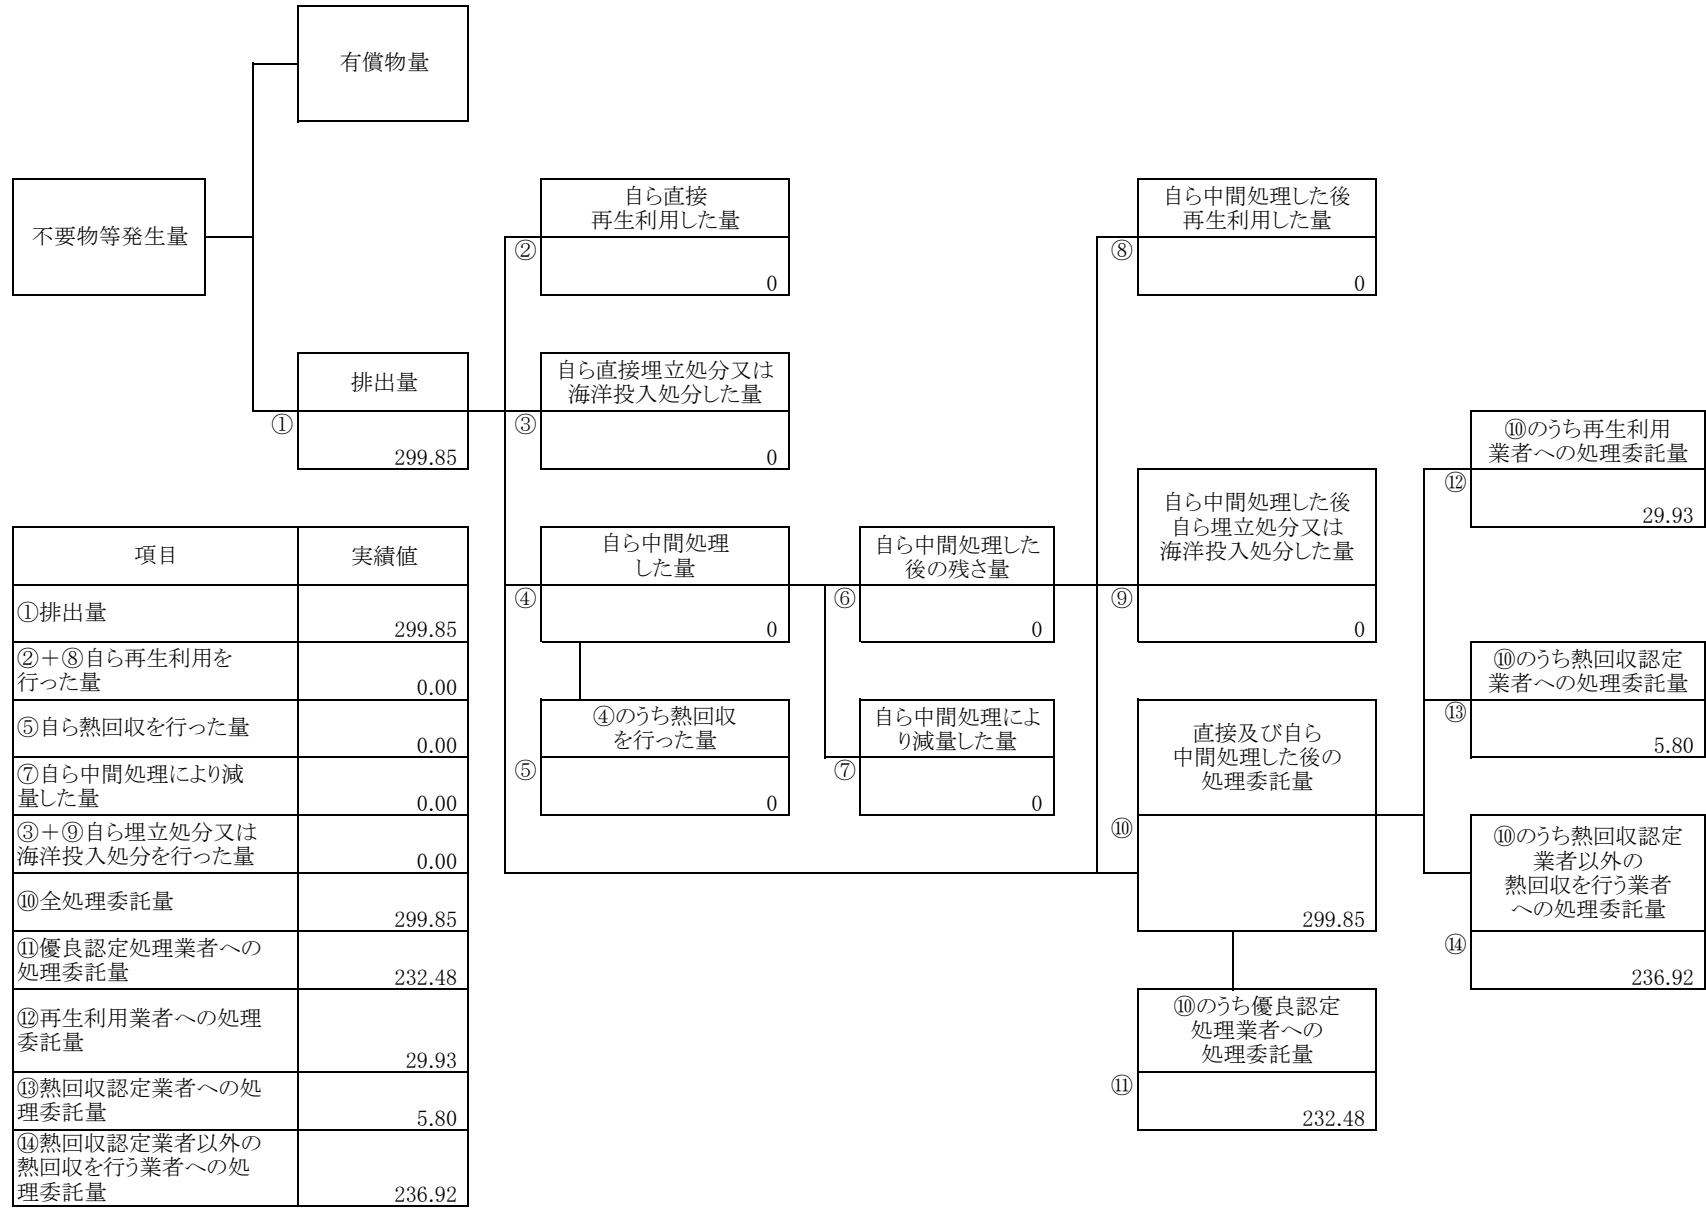 有償物量
不要物等発生量
自ら直接
再生利用した量
②
0
自ら中間処理した後
再生利用した量
⑧
0
排出量
①
299.85
自ら直接埋立処分又は
海洋投入処分した量
③
0
⑩のうち再生利用
業者への処理委託量
⑫
29.93
自ら中間処理した後
自ら埋立処分又は
海洋投入処分した量
⑨
0
自ら中間処理
した量
④
0
自ら中間処理した
後の残さ量
⑥
0
⑩のうち熱回収認定
業者への処理委託量
⑬
5.80
④のうち熱回収
を行った量
⑤
0
自ら中間処理によ
り減量した量
⑦
0
直接及び自ら
中間処理した後の
処理委託量
⑩
299.85
⑩のうち熱回収認定
業者以外の
熱回収を行う業者
への処理委託量
⑭
236.92
⑩のうち優良認定
処理業者への
処理委託量
⑪
232.48
項目 実績値
①排出量
299.85
②+⑧自ら再生利用を
行った量
0.00
⑤自ら熱回収を行った量
0.00
⑦自ら中間処理により減
量した量
0.00
③+⑨自ら埋立処分又は
海洋投入処分を行った量
0.00
⑩全処理委託量
299.85
⑪優良認定処理業者への
処理委託量
232.48
⑫再生利用業者への処理
委託量
29.93
⑬熱回収認定業者への処
理委託量
5.80
⑭熱回収認定業者以外の
熱回収を行う業者への処
理委託量
236.92